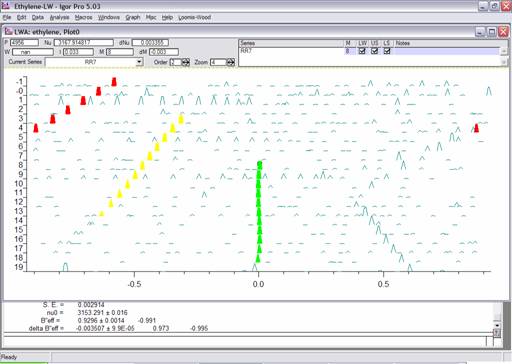 Ethylene-LW - Igor Pro 5.03
File Edit Data Analysis Macros Windows Graph Misc Help Loomis-Wood
LWA: ethylene, Plot0
P 4956 Nu 3167.914817 dNu 0.003355
W nan I 0.033 M 8 dM -0.003
Current Series RR7 Order 2 Zoom 4
Series M LW US LS Notes
RR7 8
-1
-0
1
2
3
4
5
6
7
8
9
10
11
12
13
14
15
16
17
18
19
-0.5 0.0 0.5
S. E. = 0.002914
nu0 = 3153.291 ± 0.016
B"eff = 0.9296 ± 0.0014 -0.991
delta B"eff = -0.003507 ± 9.9E-05 0.973 -0.995
Ready